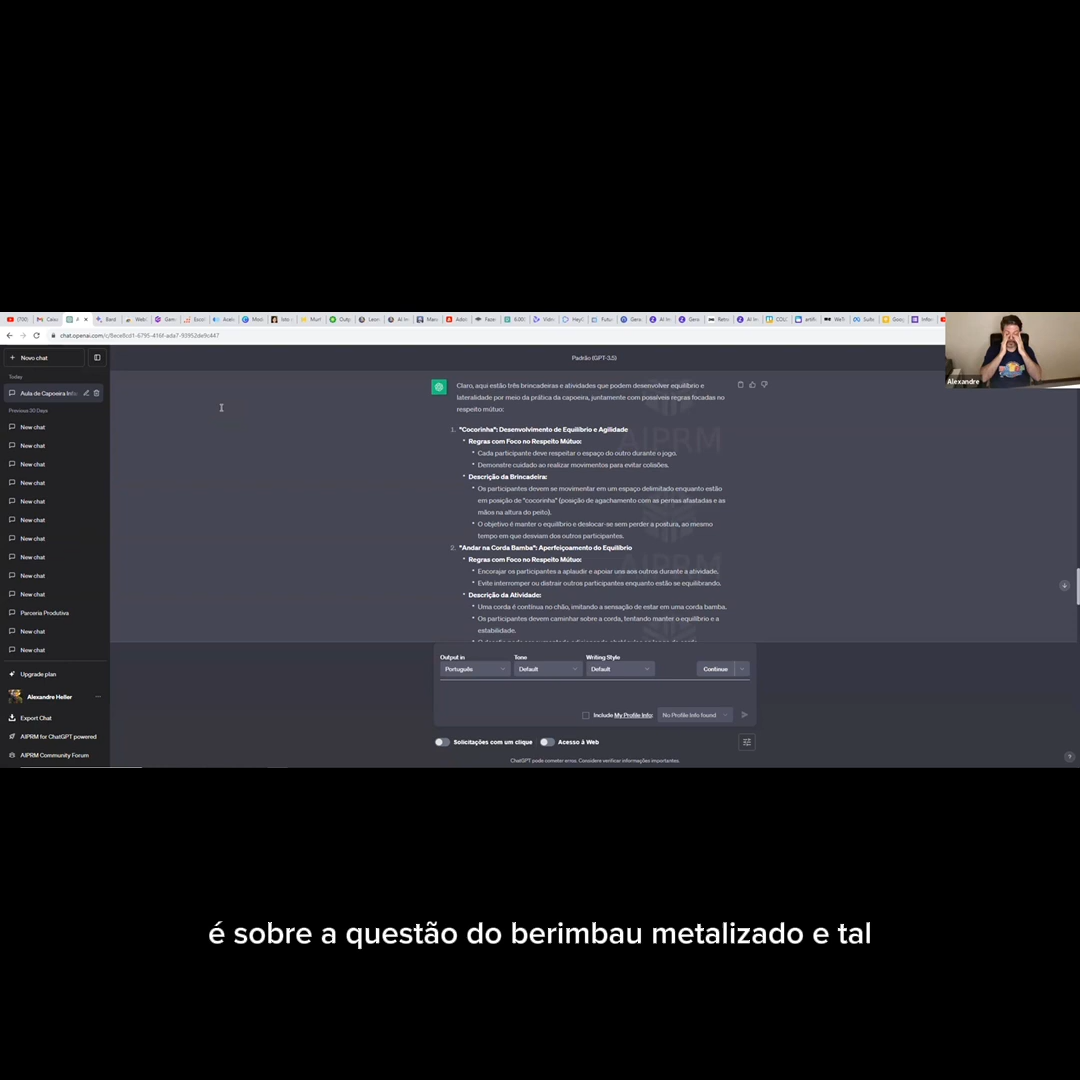 chat.openai.com/c/
Alexandre
Novo chat
Padrão (GPT-3.5)
Today
Aula de Capoeira Infa
Previous 30 Days
New chat
New chat
New chat
New chat
New chat
New chat
New chat
New chat
New chat
New chat
Parceria Produtiva
New chat
New chat
Upgrade plan
Alexandre Heller
Export Chat
AIPRM for ChatGPT powered
AIPRM Community Forum
Claro, aqui estão três brincadeiras e atividades que podem desenvolver equilíbrio e
lateralidade por meio da prática da capoeira, juntamente com possíveis regras focadas no
respeito mútuo:
1. "Cocorinha": Desenvolvimento de Equilíbrio e Agilidade
• Regras com Foco no Respeito Mútuo:
• Cada participante deve respeitar o espaço do outro durante o jogo.
• Demonstre cuidado ao realizar movimentos para evitar colisões.
• Descrição da Brincadeira:
• Os participantes devem se movimentar em um espaço delimitado enquanto estão
em posição de "cocorinha" (posição de agachamento com as pernas afastadas e as
mãos na altura do peito).
• O objetivo é manter o equilíbrio e deslocar-se sem perder a postura, ao mesmo
tempo em que desviam dos outros participantes.
2. "Andar na Corda Bamba": Aperfeiçoamento do Equilíbrio
• Regras com Foco no Respeito Mútuo:
• Encorajar os participantes a aplaudir e apoiar uns aos outros durante a atividade.
• Evite interromper ou distrair outros participantes enquanto estão se equilibrando.
• Descrição da Atividade:
• Uma corda é contínua no chão, imitando a sensação de estar em uma corda bamba.
• Os participantes devem caminhar sobre a corda, tentando manter o equilíbrio e a
estabilidade.
AIPRM
Output in Tone Writing Style
Português Default Default Continue
Include My Profile Info: No Profile Info found
Solicitações com um clique Acesso à Web
ChatGPT pode cometer erros. Considere verificar informações importantes.
é sobre a questão do berimbau metalizado e tal